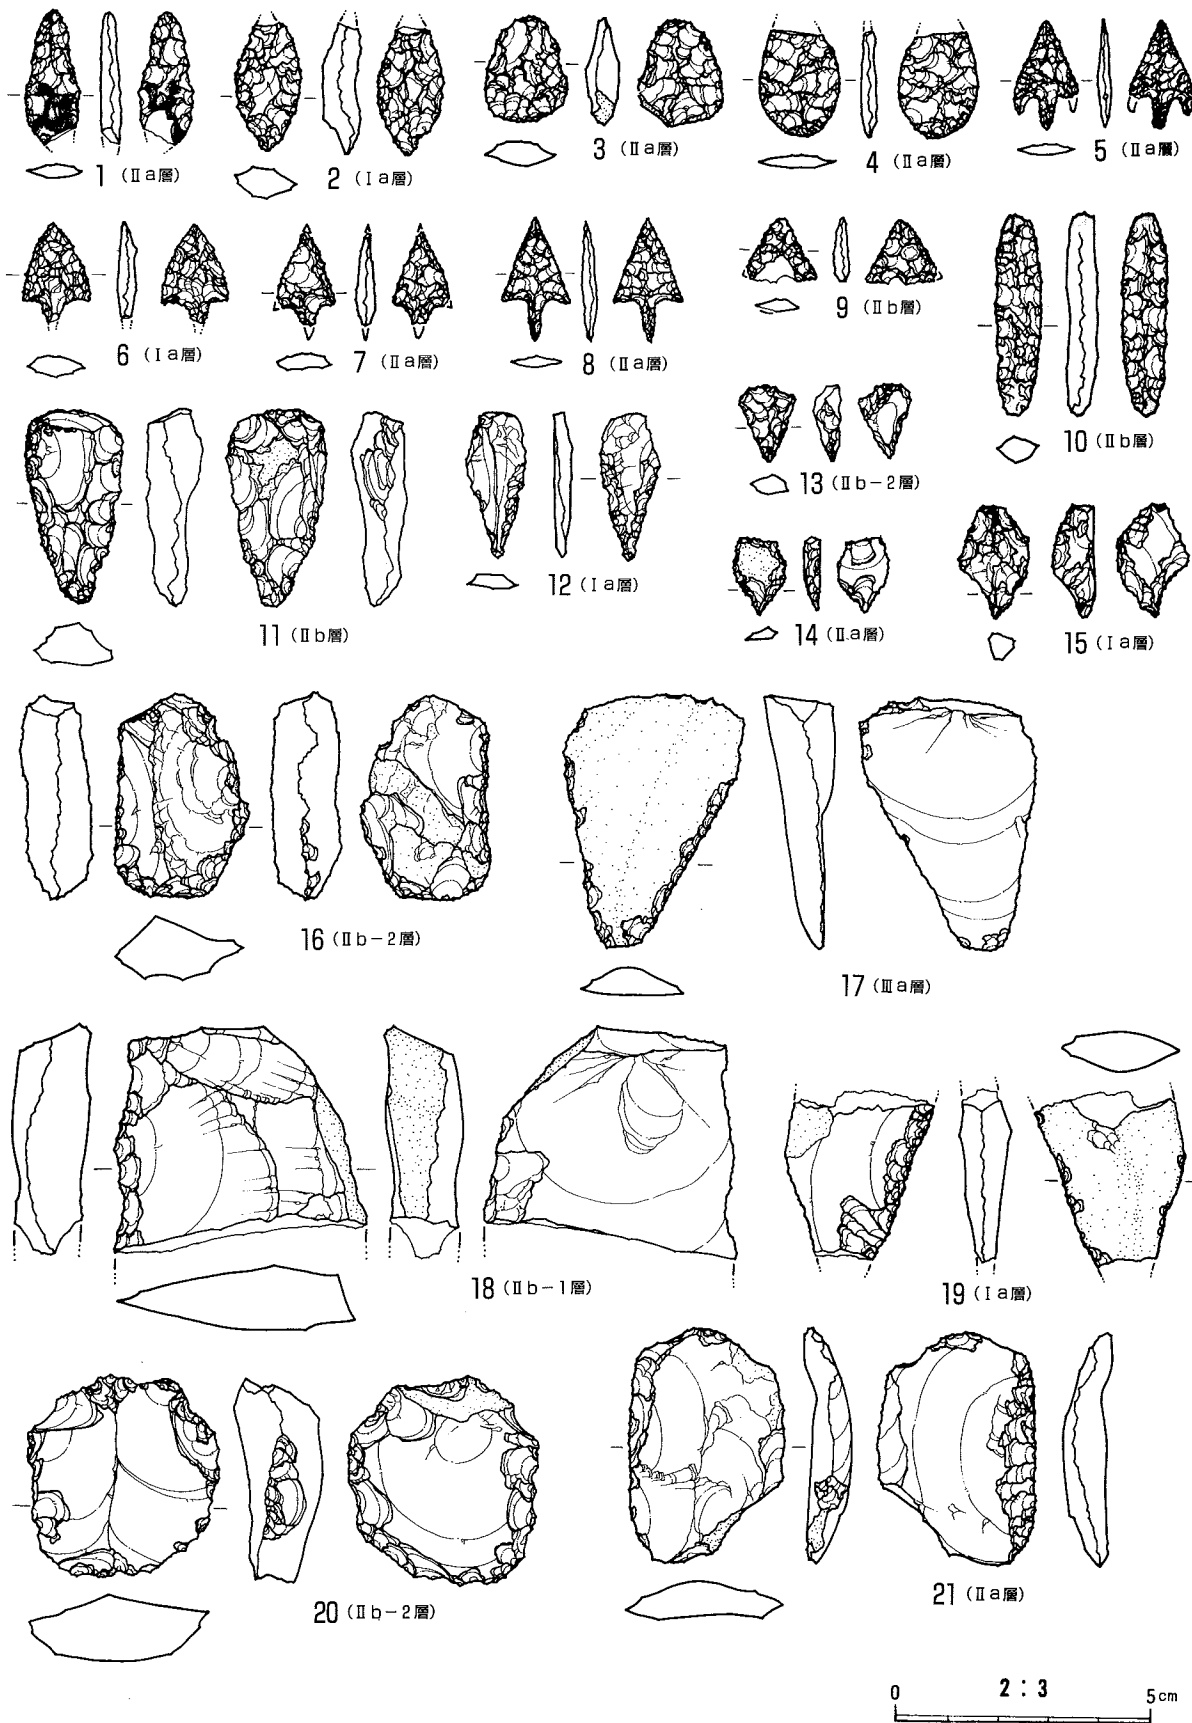 1 (Ⅱa層)
2 (Ⅰa層)
3 (Ⅱa層)
4 (Ⅱa層)
5 (Ⅱa層)
6 (Ⅰa層)
7 (Ⅱa層)
8 (Ⅱa層)
9 (Ⅱb層)
10 (Ⅱb層)
11 (Ⅱb層)
12 (Ⅰa層)
13 (Ⅱb-2層)
14 (Ⅱa層)
15 (Ⅰa層)
16 (Ⅱb-2層)
17 (Ⅲa層)
18 (Ⅱb-1層)
19 (Ⅰa層)
20 (Ⅱb-2層)
21 (Ⅱa層)
2:3
0 5cm